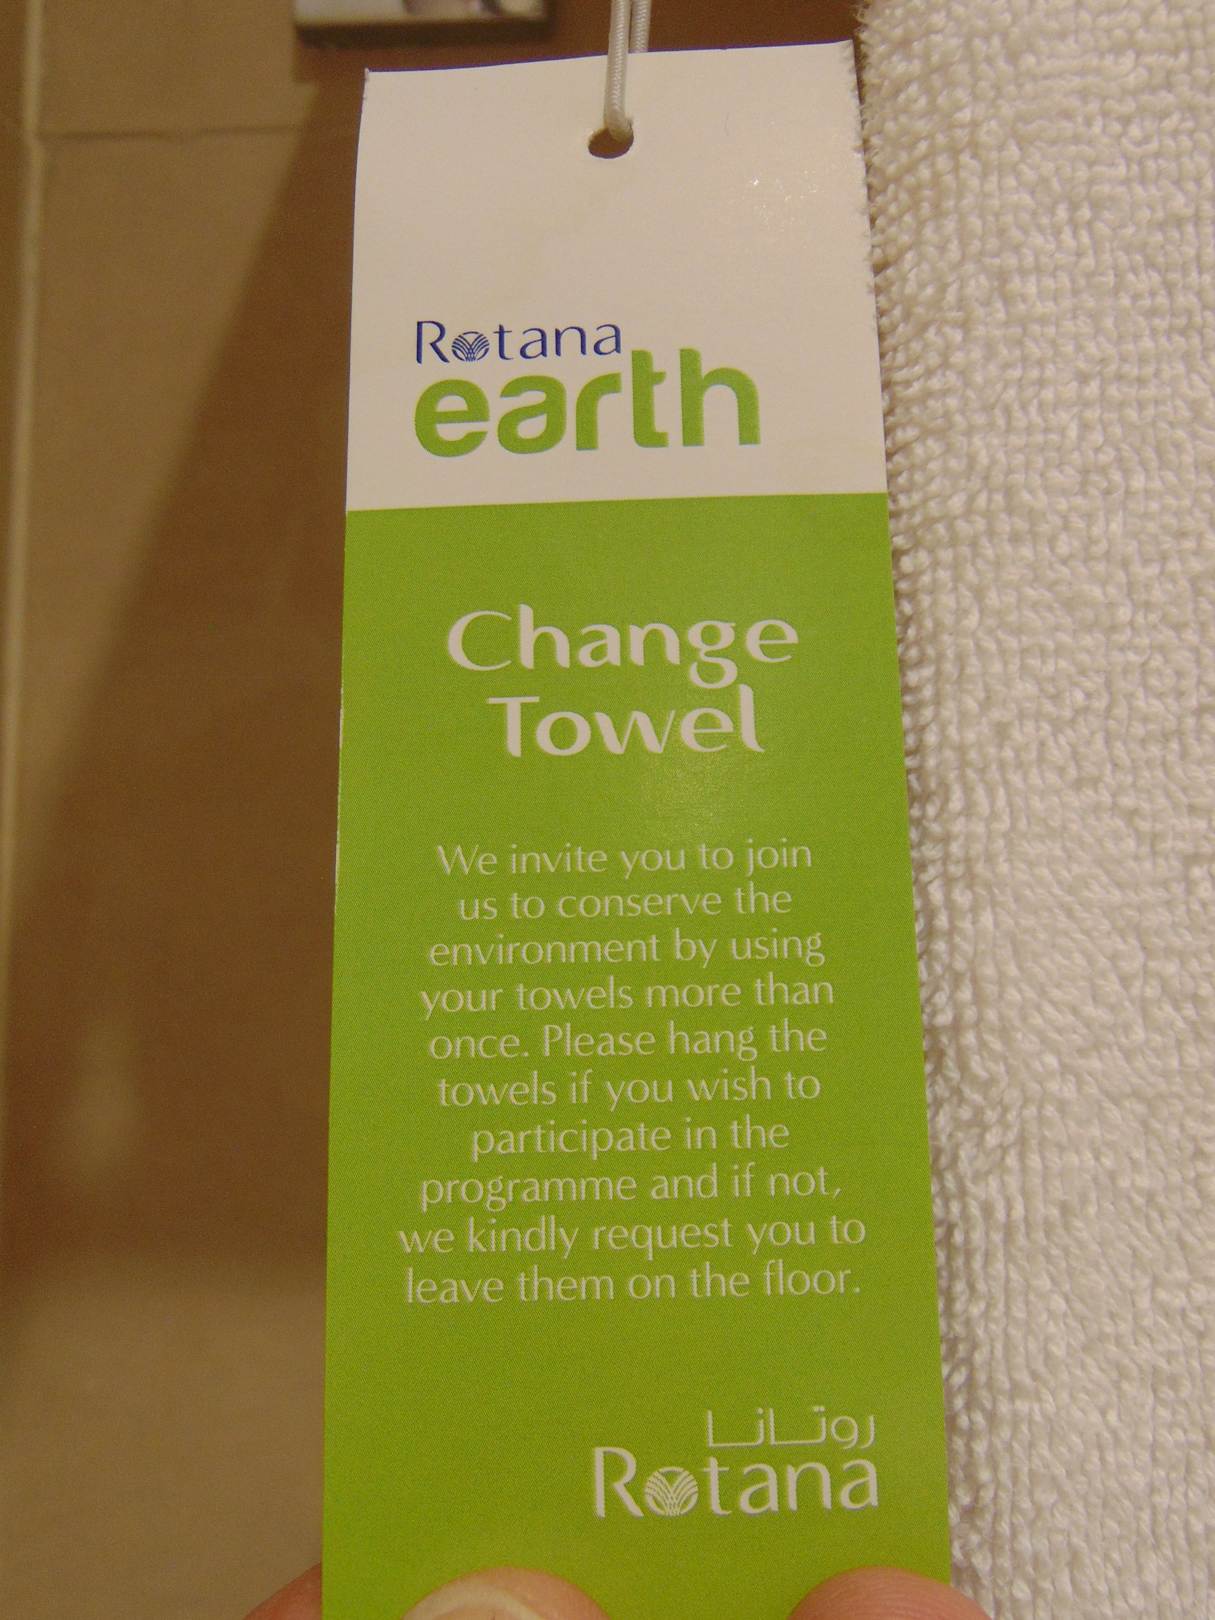 Rotana
earth
Change
Towel
We invite you to join
us to conserve the
environment by using
your towels more than
once. Please hang the
towels if you wish to
participate in the
programme and if not,
we kindly request you to
leave them on the floor.
روتانا
Rotana